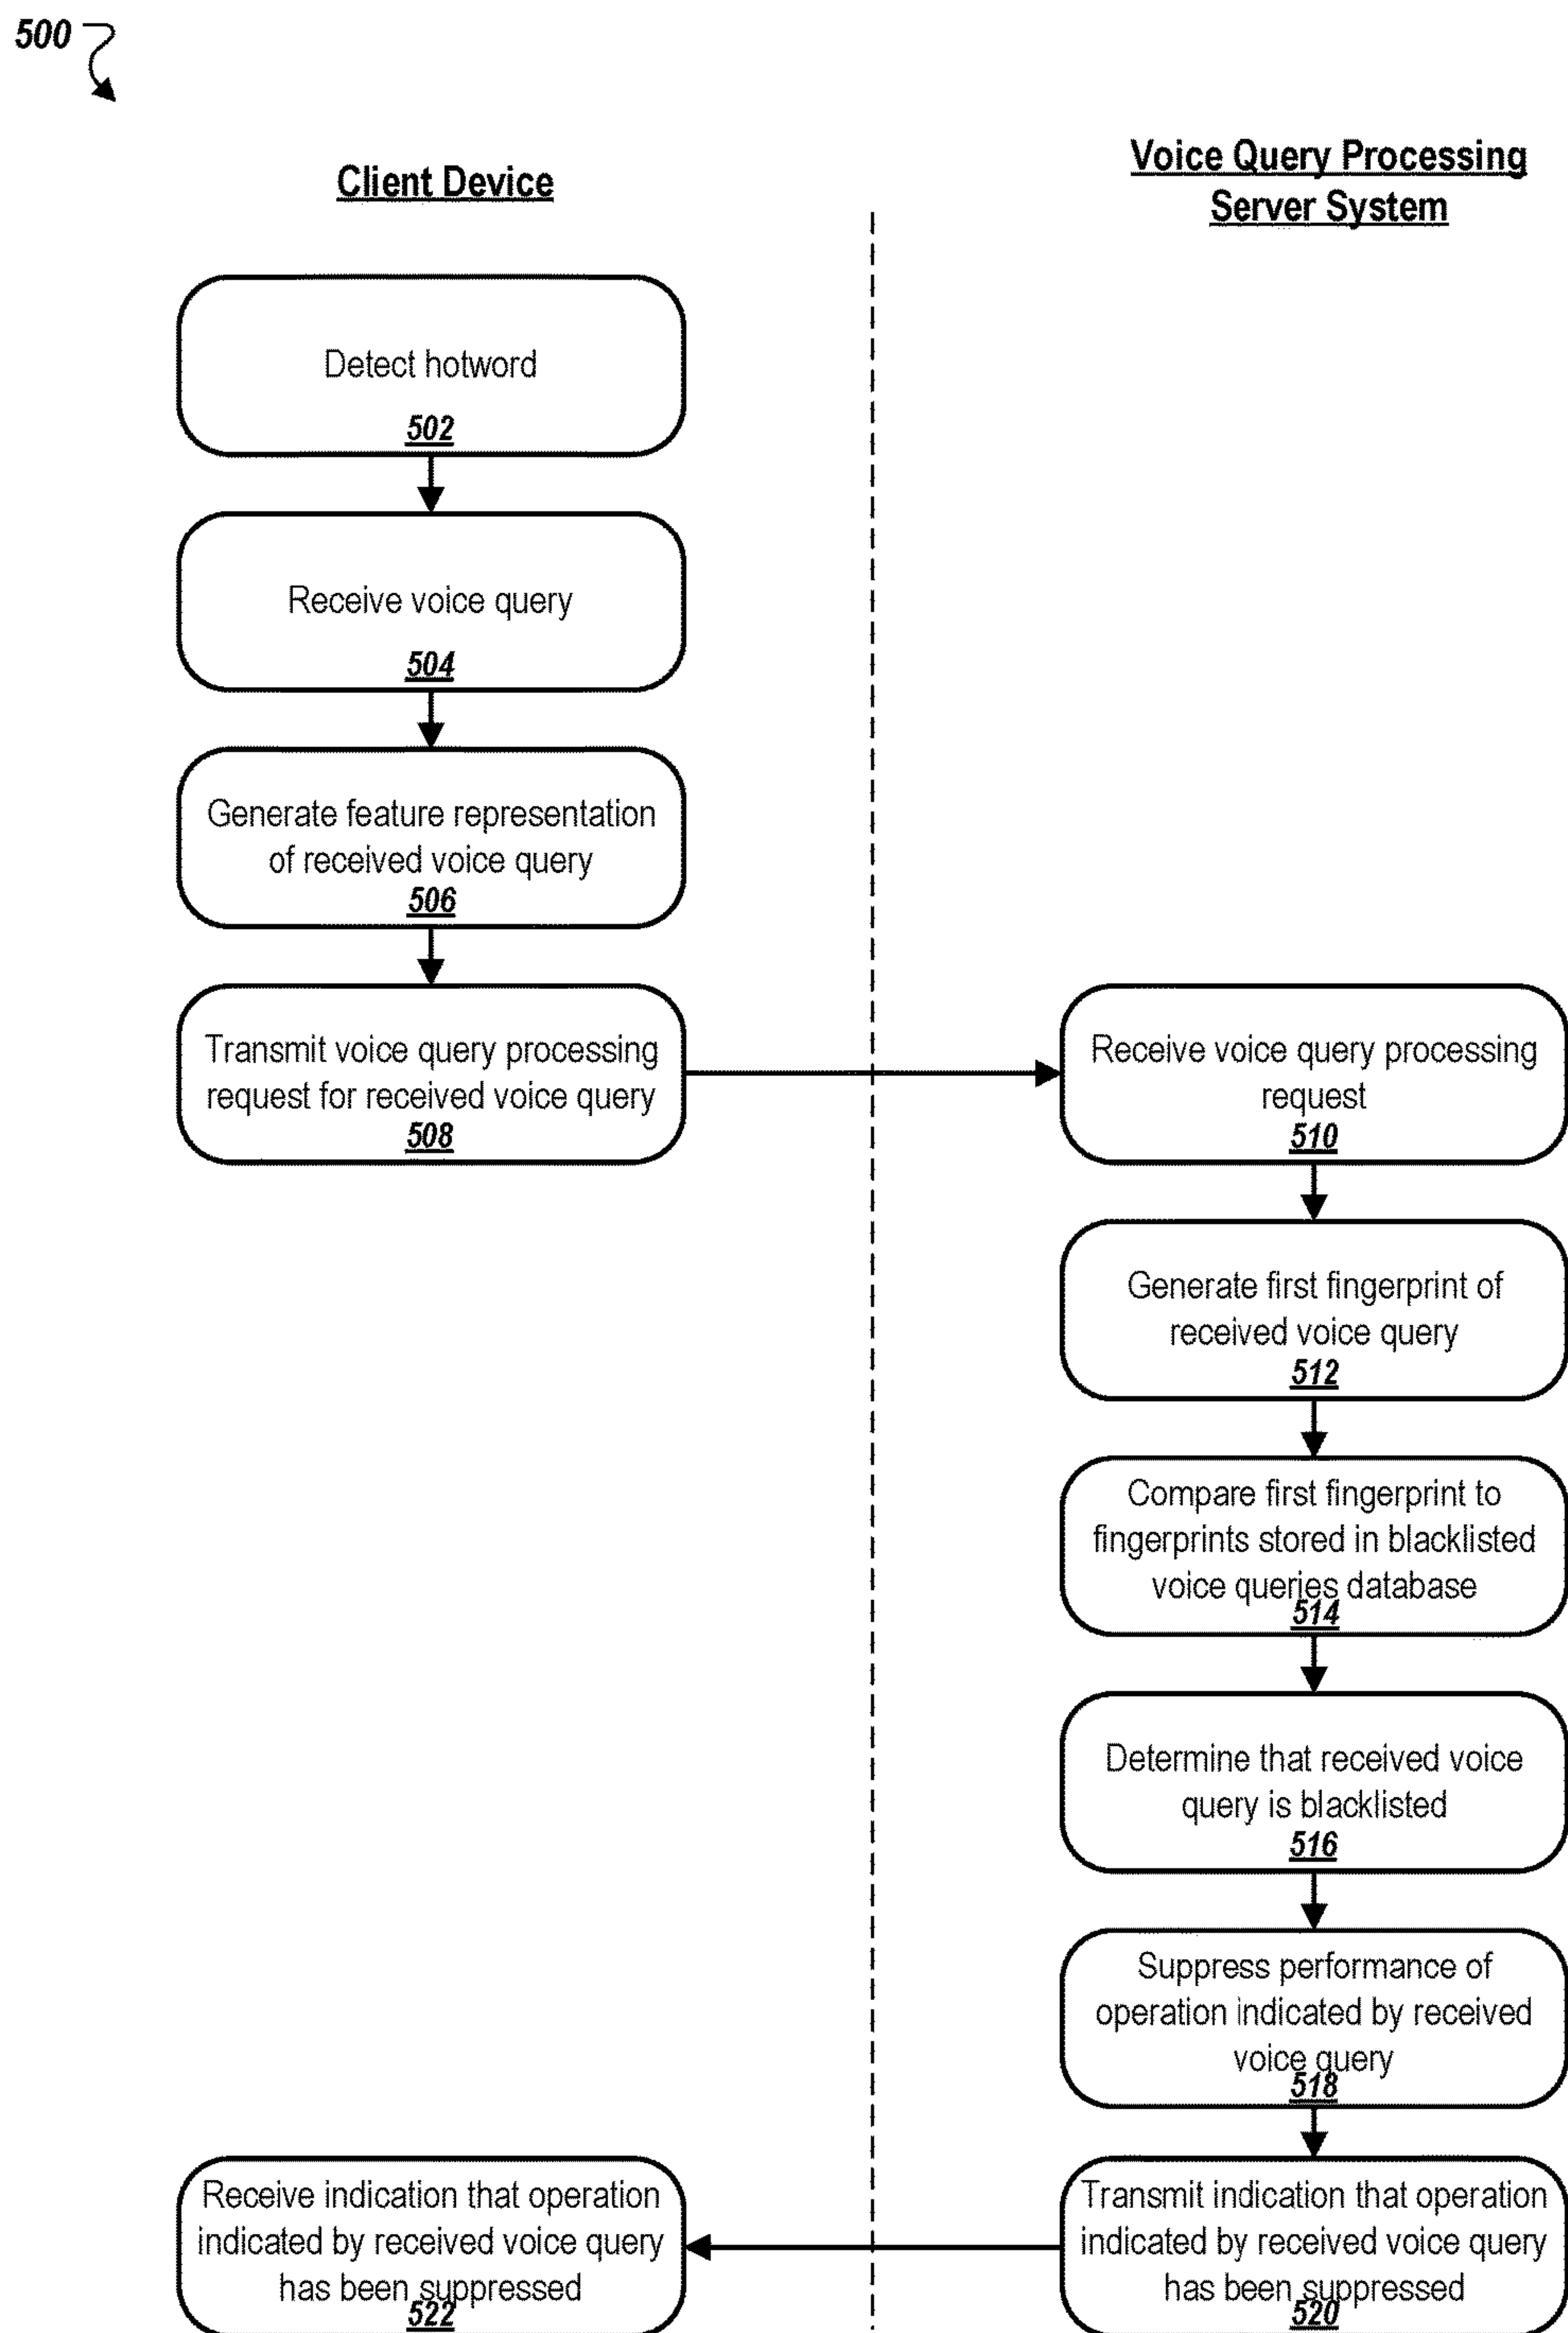 500
Client Device
Voice Query Processing
Server System
Detect hotword
502
Receive voice query
504
Generate feature representation
of received voice query
506
Transmit voice query processing
request for received voice query
508
Receive voice query processing
request
510
Generate first fingerprint of
received voice query
512
Compare first fingerprint to
fingerprints stored in blacklisted
voice queries database
514
Determine that received voice
query is blacklisted
516
Suppress performance of
operation indicated by received
voice query
518
Transmit indication that operation
indicated by received voice query
has been suppressed
520
Receive indication that operation
indicated by received voice query
has been suppressed
522